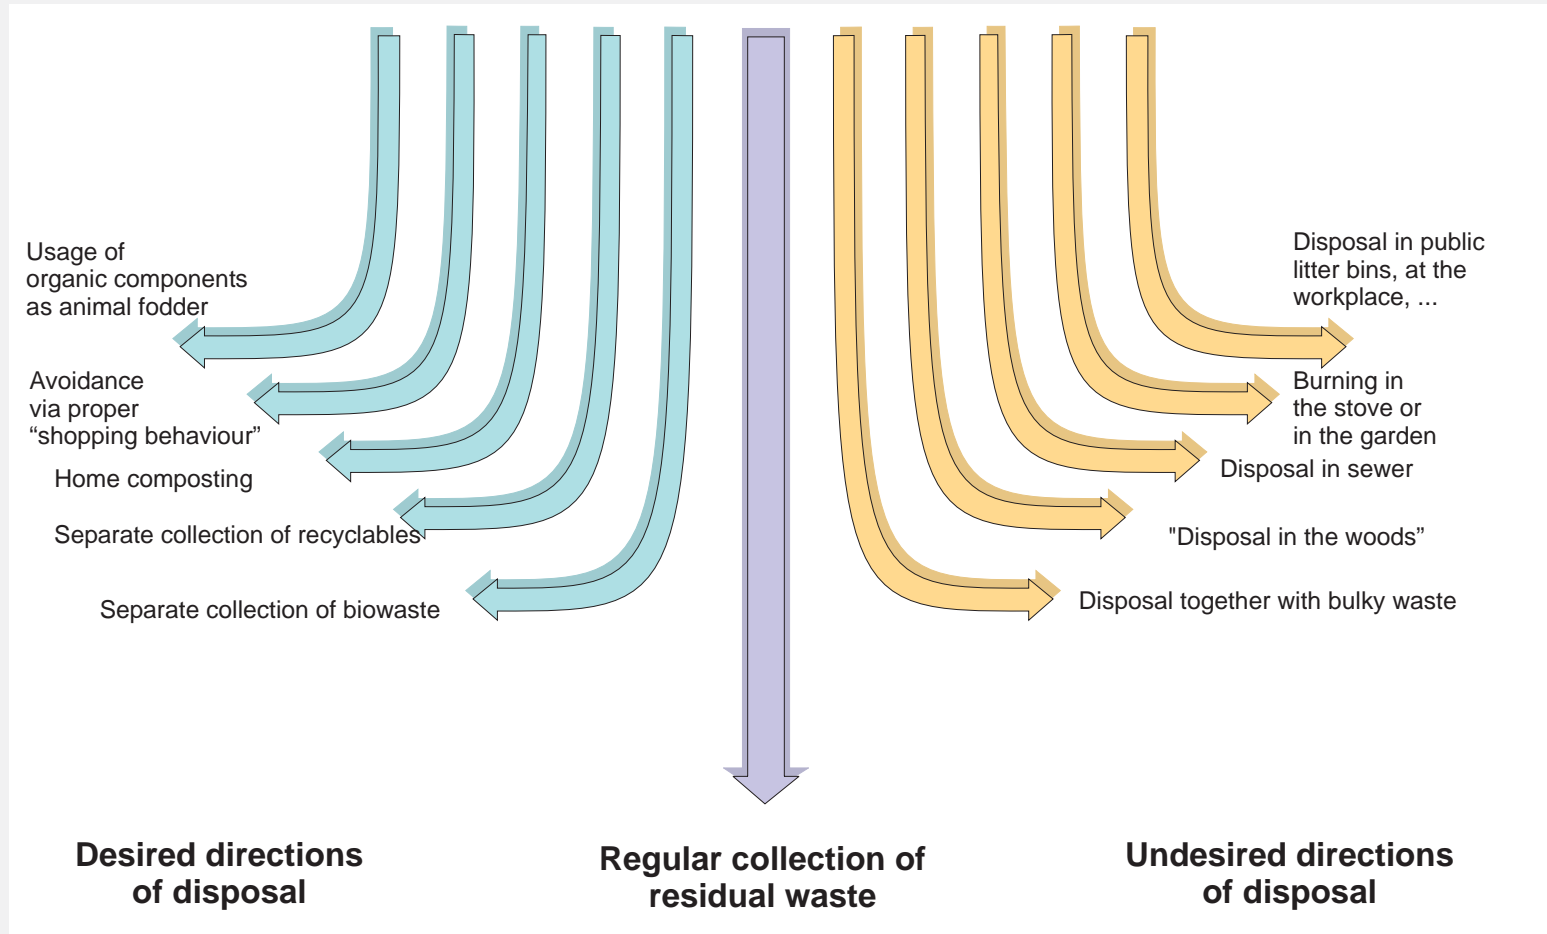 Usage of
organic components
as animal fodder
Avoidance
via proper
“shopping behaviour”
Home composting
Separate collection of recyclables
Separate collection of biowaste
Disposal in public
litter bins, at the
workplace, ...
Burning in
the stove or
in the garden
Disposal in sewer
"Disposal in the woods”
Disposal together with bulky waste
Desired directions
of disposal
Regular collection of
residual waste
Undesired directions
of disposal